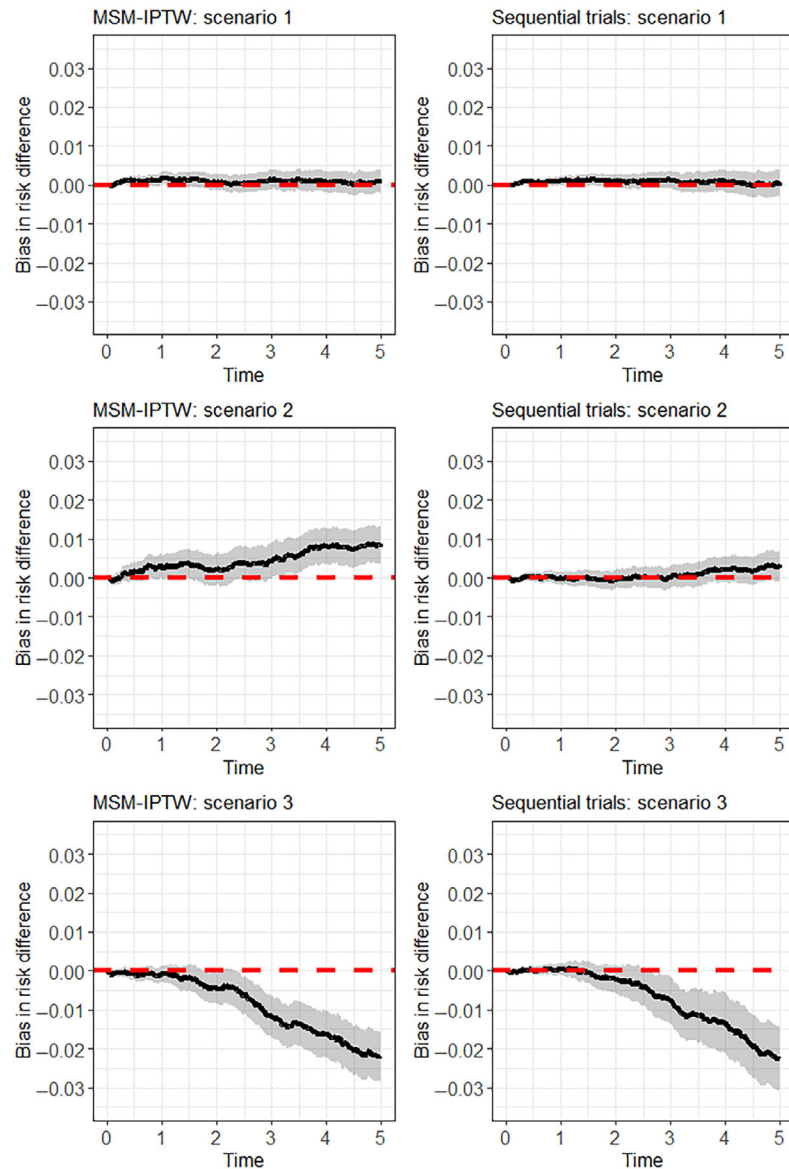 MSM-IPTW: scenario 1
Sequential trials: scenario 1
Bias in risk difference
0.03
0.02
0.01
0.00
−0.01
−0.02
−0.03
0 1 2 3 4 5
Time
Bias in risk difference
0.03
0.02
0.01
0.00
−0.01
−0.02
−0.03
0 1 2 3 4 5
Time
MSM-IPTW: scenario 2
Sequential trials: scenario 2
Bias in risk difference
0.03
0.02
0.01
0.00
−0.01
−0.02
−0.03
0 1 2 3 4 5
Time
Bias in risk difference
0.03
0.02
0.01
0.00
−0.01
−0.02
−0.03
0 1 2 3 4 5
Time
MSM-IPTW: scenario 3
Sequential trials: scenario 3
Bias in risk difference
0.03
0.02
0.01
0.00
−0.01
−0.02
−0.03
0 1 2 3 4 5
Time
Bias in risk difference
0.03
0.02
0.01
0.00
−0.01
−0.02
−0.03
0 1 2 3 4 5
Time